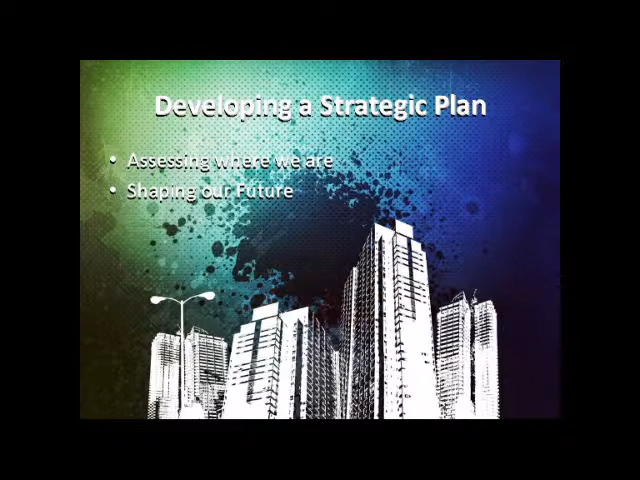 Developing a Strategic Plan
• Assessing where we are
• Shaping our Future